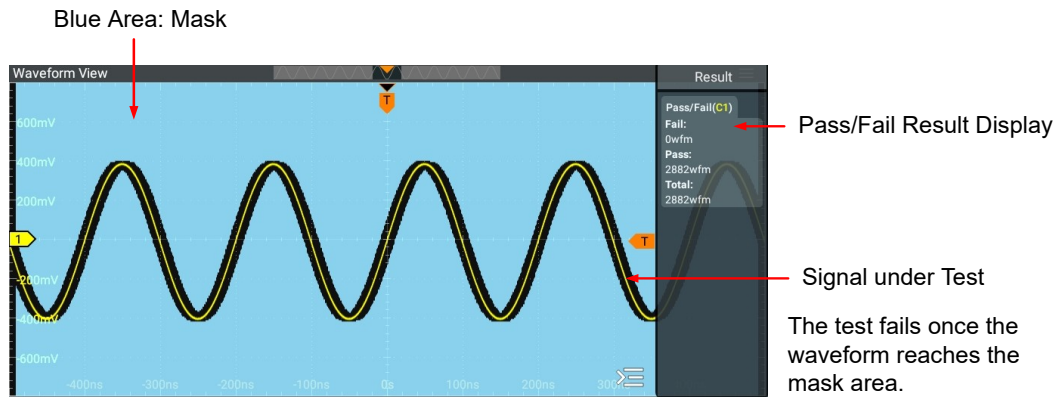 Blue Area: Mask
Waveform View
Result
T
600mV
400mV
200mV
1
T
-200mV
-400mV
-600mV
-400ns
-300ns
-200ns
-100ns
0s
100ns
200ns
Pass/Fail(C1)
Fail:
0wfm
Pass:
2882wfm
Total:
2882wfm
Pass/Fail Result Display
Signal under Test
The test fails once the
waveform reaches the
mask area.